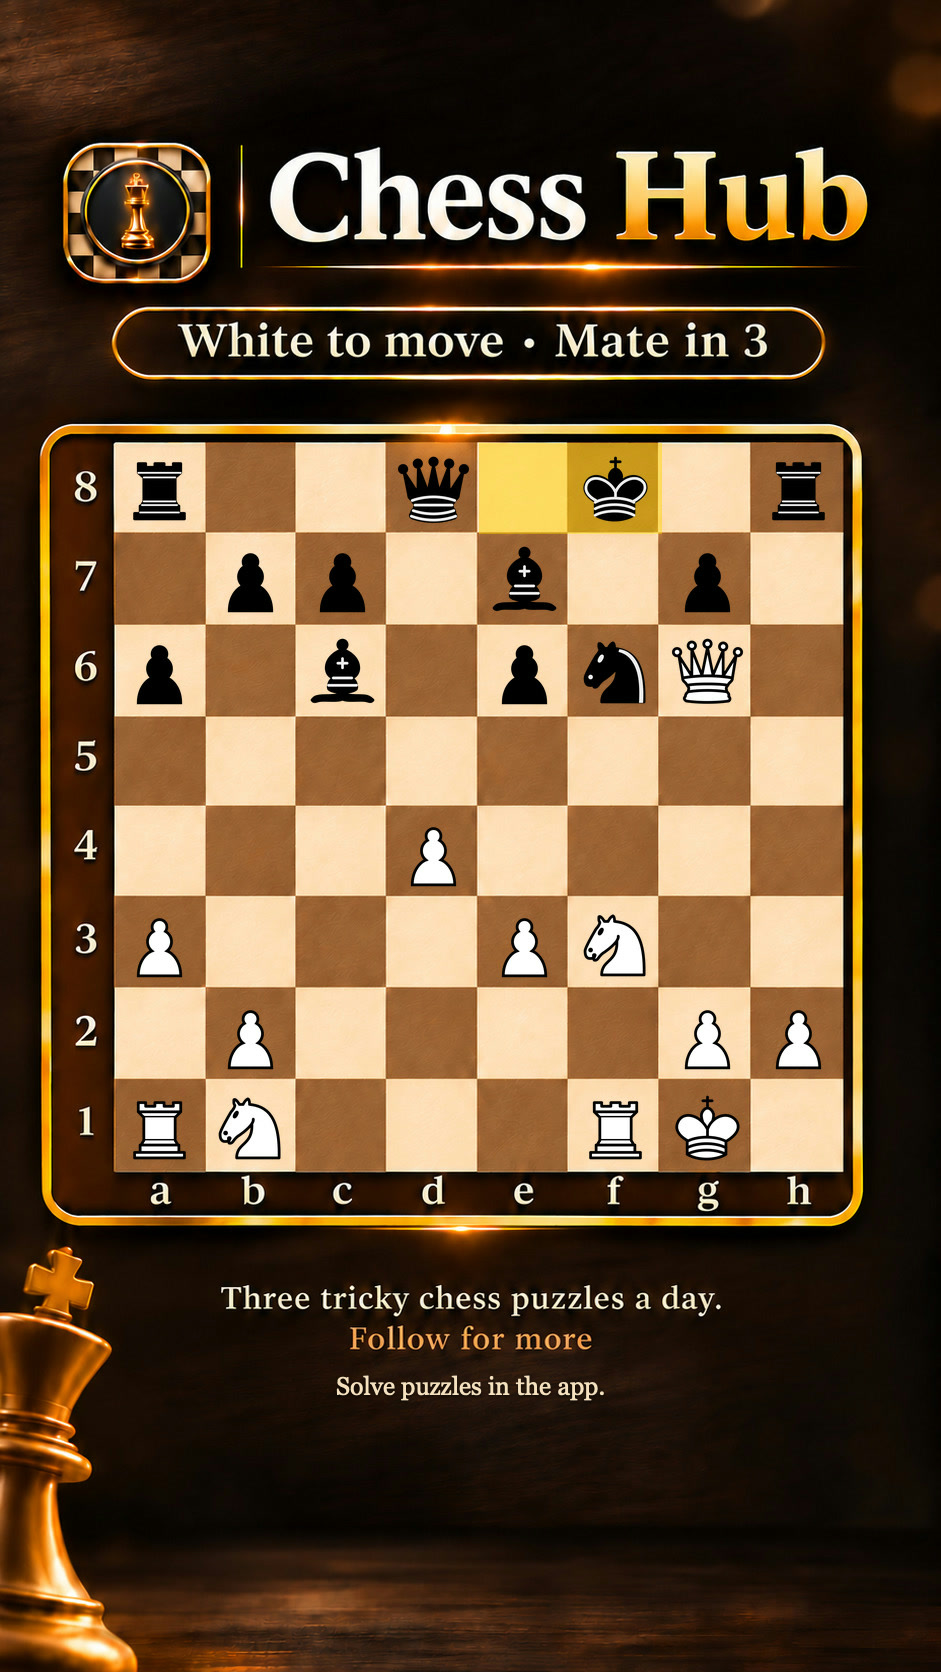 Chess Hub
White to move • Mate in 3
8
7
6
5
4
3
2
1
a b c d e f g h
Three tricky chess puzzles a day.
Follow for more
Solve puzzles in the app.